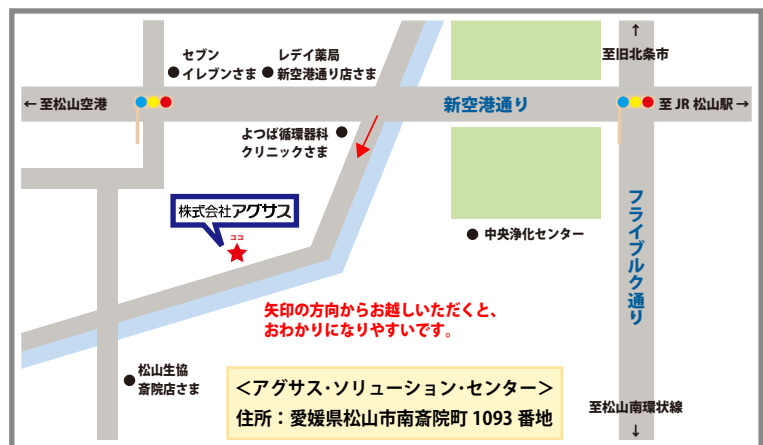 セブン
イレブンさま
レデイ薬局
新空港通り店さま
↑
至旧北条市
← 至松山空港
新空港通り
至 JR 松山駅 →
よつば循環器科
クリニックさま
株式会社アグサス
ココ
中央浄化センター
フライブルク通り
矢印の方向からお越しいただくと、
おわかりになりやすいです。
松山生協
斎院店さま
＜アグサス・ソリューション・センター＞
住所：愛媛県松山市南斎院町 1093 番地
至松山南環状線
↓